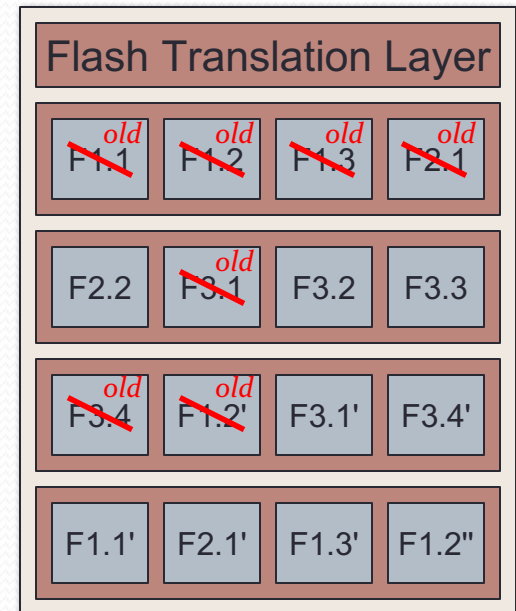 Flash Translation Layer
old old old old
F1.1 F1.2 F1.3 F2.1
old
F2.2 F3.1 F3.2 F3.3
old old
F3.4 F1.2' F3.1' F3.4'
F1.1' F2.1' F1.3' F1.2"